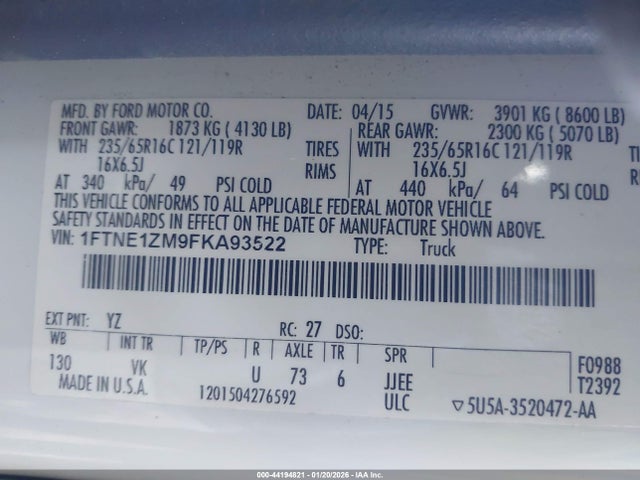 MFD. BY FORD MOTOR CO. DATE: 04/15 GVWR: 3901 KG ( 8600 LB)
FRONT GAWR: 1873 KG ( 4130 LB) REAR GAWR: 2300 KG ( 5070 LB)
WITH 235/65R16C 121/119R TIRES WITH 235/65R16C 121/119R
16X6.5J RIMS 16X6.5J
AT 340 kPa/ 49 PSI COLD AT 440 kPa/ 64 PSI COLD
THIS VEHICLE CONFORMS TO ALL APPLICABLE FEDERAL MOTOR VEHICLE
SAFETY STANDARDS IN EFFECT ON THE DATE OF MANUFACTURE SHOWN ABOVE.
VIN: 1FTNE1ZM9FKA93522 TYPE: Truck
EXT PNT: YZ RC: 27 DSO:
WB INT TR TP/PS R AXLE TR SPR
130 VK U 73 6 JJEE F0988
MADE IN U.S.A. 1201504276592 ULC T2392
▽5U5A-3520472-AA
000-44194821 - 01/20/2026 - IAAI, Inc.